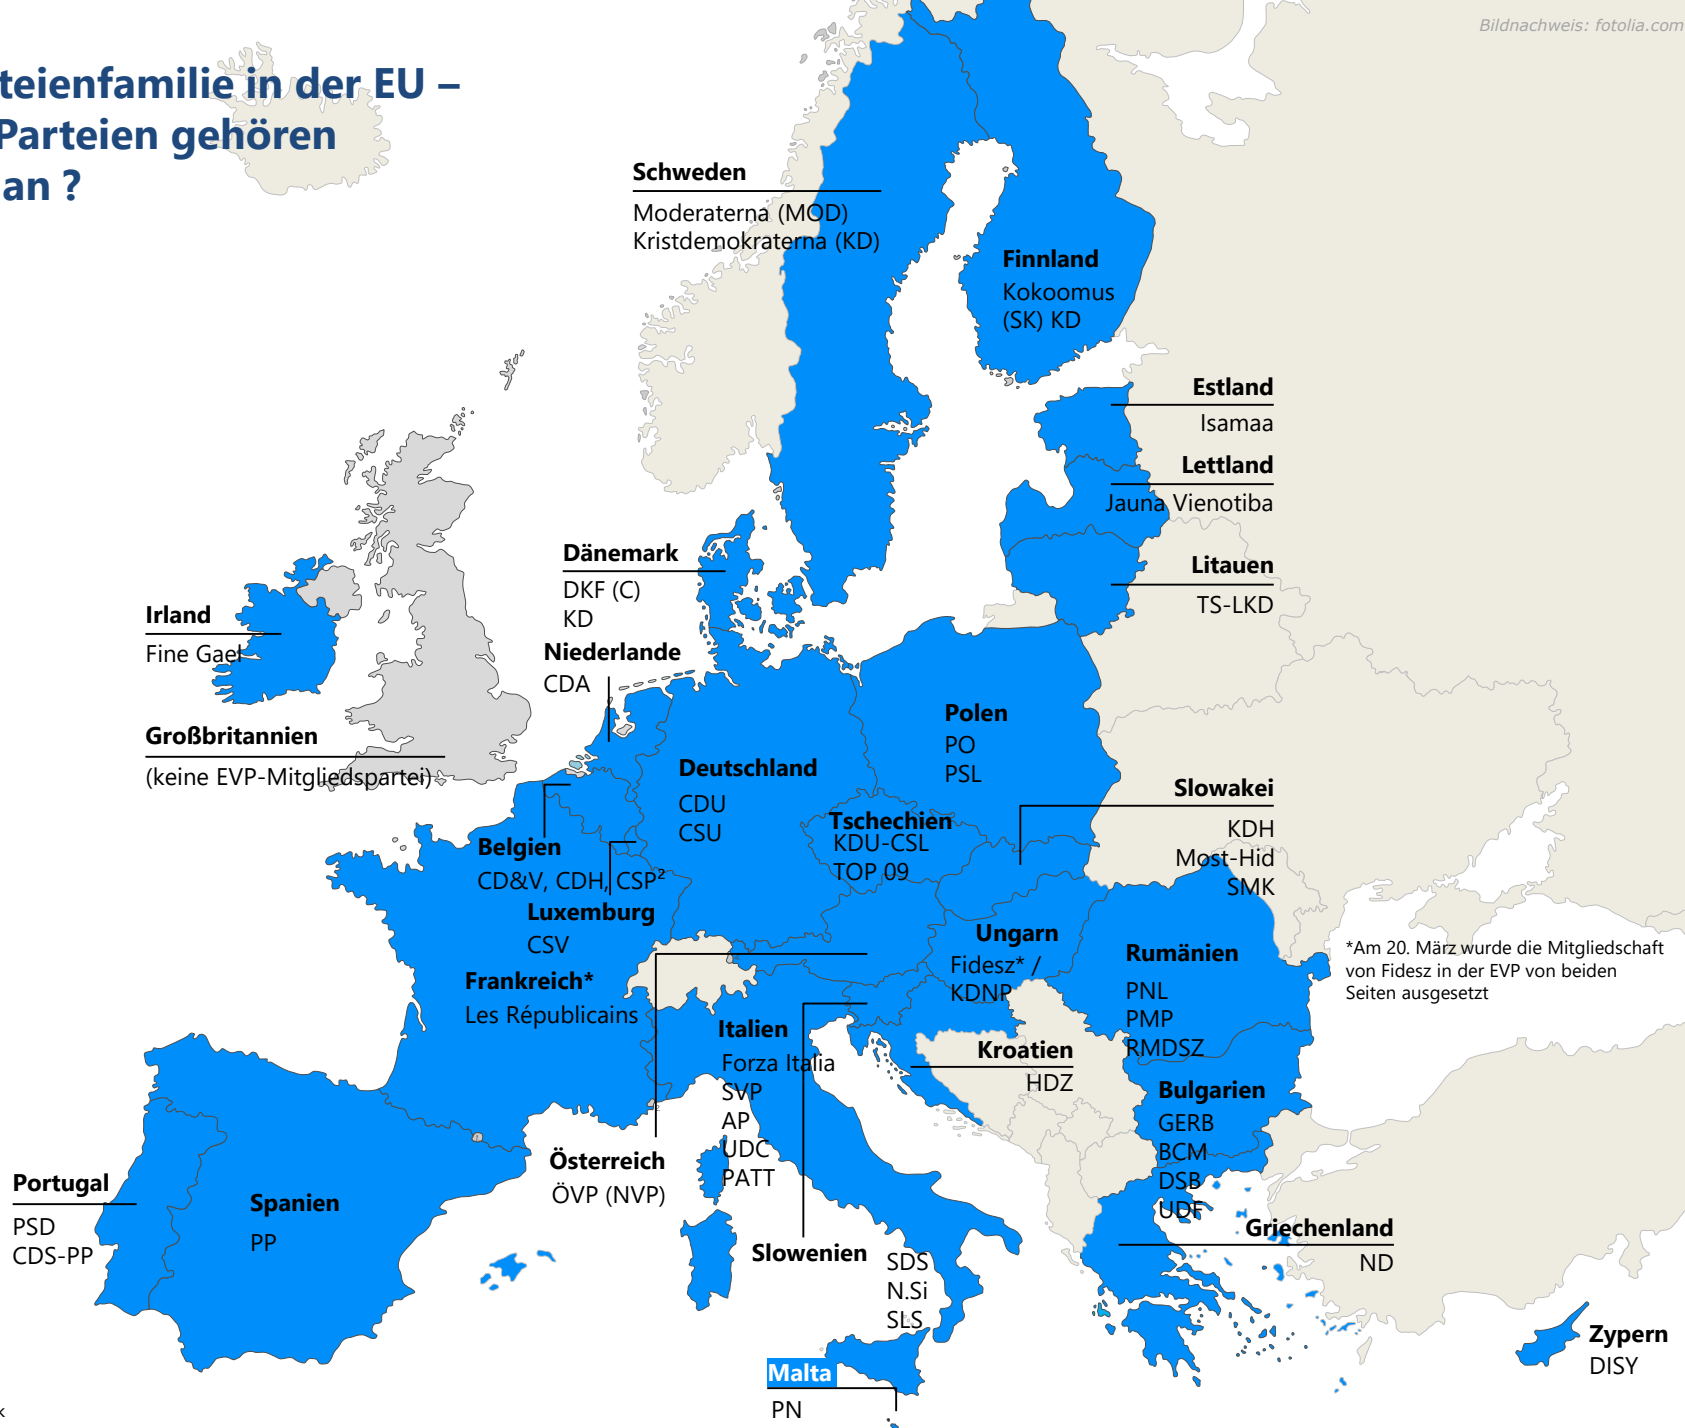 Bildnachweis: fotolia.com
teienfamilie in der EU –
Parteien gehören
an ?
Schweden
Moderaterna (MOD)
Kristdemokraterna (KD)
Finnland
Kokoomus
(SK) KD
Estland
Isamaa
Lettland
Jauna Vienotiba
Litauen
TS-LKD
Dänemark
DKF (C)
KD
Irland
Fine Gael
Niederlande
CDA
Großbritannien
(keine EVP-Mitgliedspartei)
Polen
PO
PSL
Deutschland
CDU
CSU
Slowakei
KDH
Most-Hid
SMK
Tschechien
KDU-CSL
TOP 09
Belgien
CD&V, CDH, CSP²
Luxemburg
CSV
Frankreich*
Les Républicains
Ungarn
Fidesz* /
KDNP
Rumänien
PNL
PMP
RMDSZ
*Am 20. März wurde die Mitgliedschaft
von Fidesz in der EVP von beiden
Seiten ausgesetzt
Italien
Forza Italia
SVP
AP
UDC
PATT
Kroatien
HDZ
Bulgarien
GERB
BCM
DSB
UDF
Österreich
ÖVP (NVP)
Portugal
PSD
CDS-PP
Spanien
PP
Slowenien
SDS
N.Si
SLS
Griechenland
ND
Zypern
DISY
Malta
PN
k